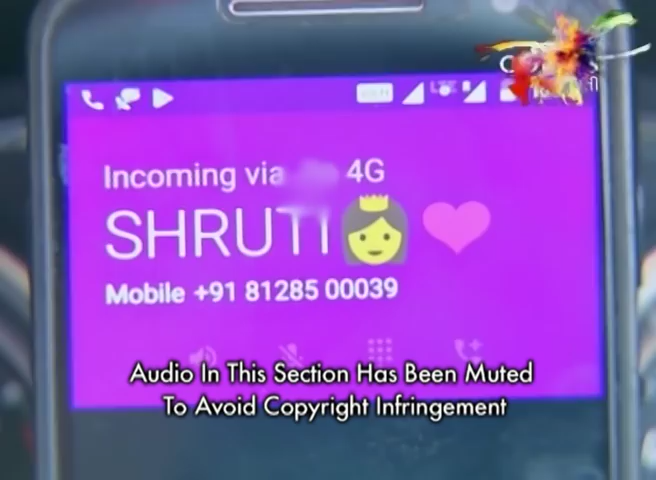 Incoming via 4G
SHRUTI
Mobile +91 81285 00039
Audio In This Section Has Been Muted
To Avoid Copyright Infringement